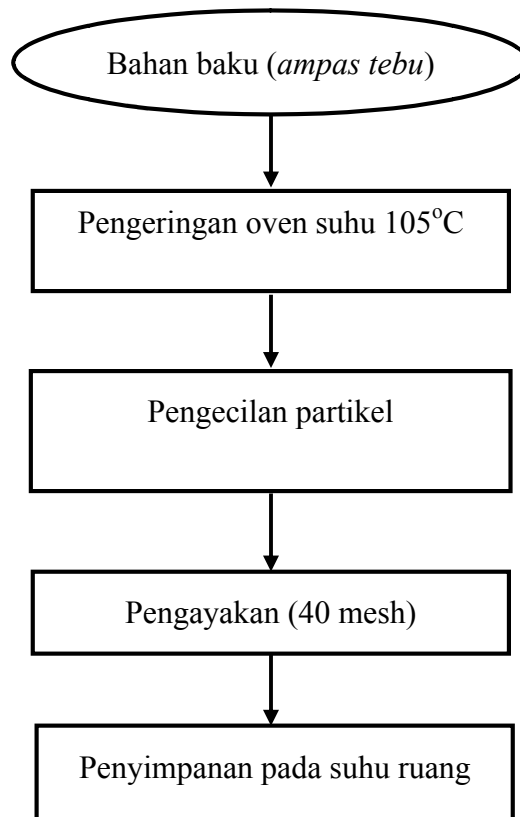 Bahan baku (ampas tebu)
Pengeringan oven suhu 105°C
Pengecilan partikel
Pengayakan (40 mesh)
Penyimpanan pada suhu ruang